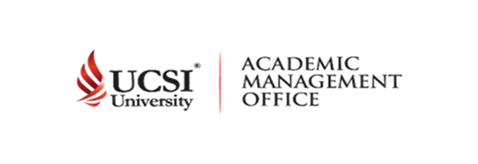 UCSI®
University
ACADEMIC
MANAGEMENT
OFFICE